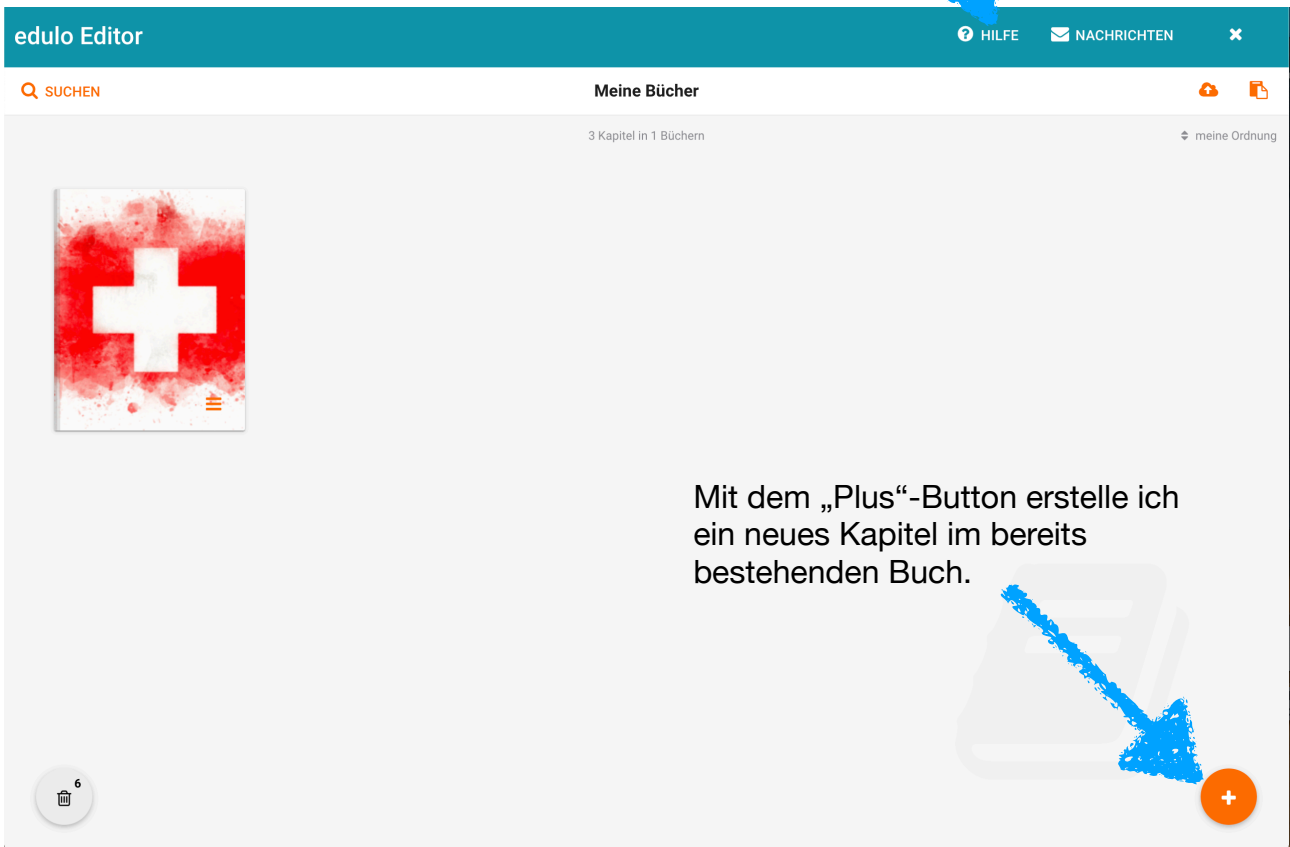 edulo Editor
HILFE
NACHRICHTEN
SUCHEN
Meine Bücher
3 Kapitel in 1 Büchern
meine Ordnung
Mit dem „Plus“-Button erstelle ich
ein neues Kapitel im bereits
bestehenden Buch.
6